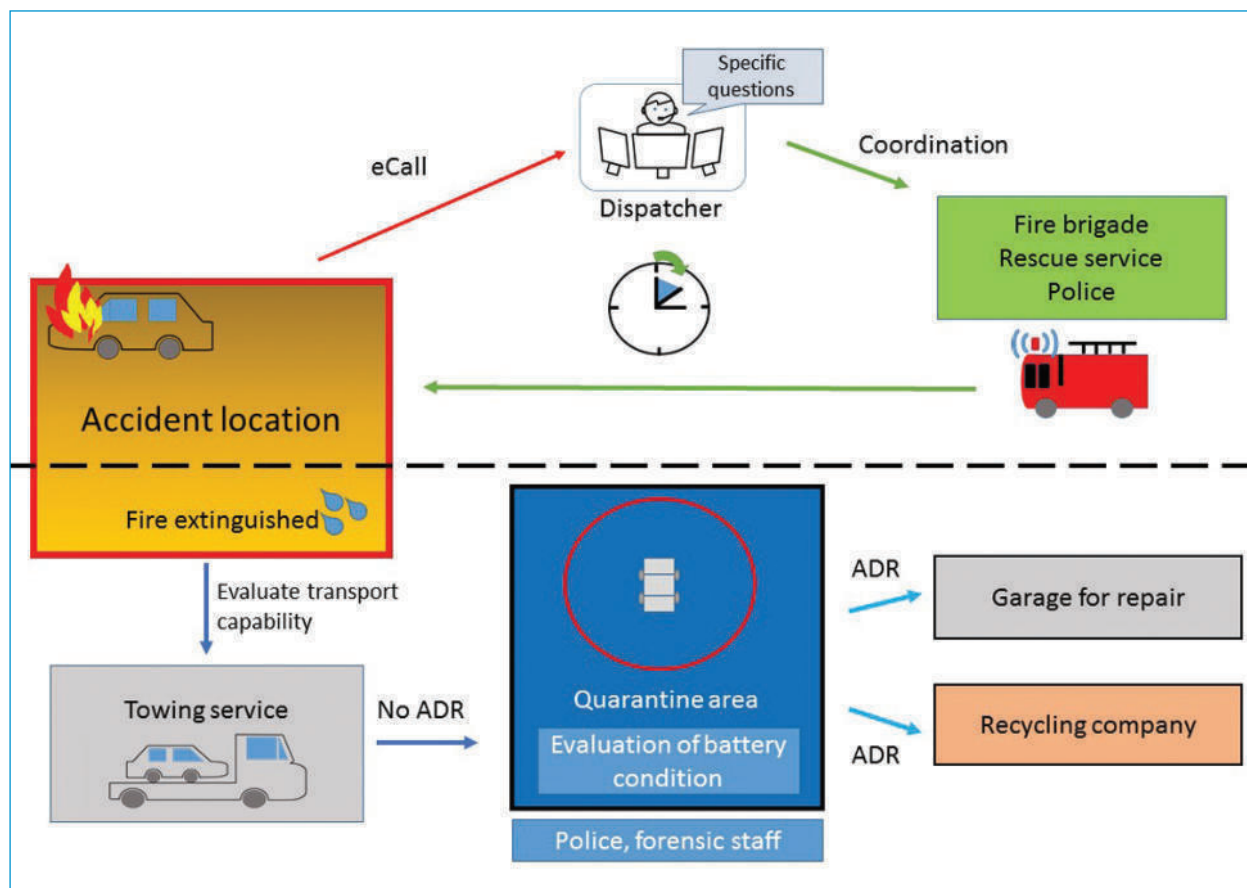 Specific
questions
eCall
Dispatcher
Coordination
Fire brigade
Rescue service
Police
Accident location
Fire extinguished
Evaluate transport
capability
Towing service
No ADR
Quarantine area
Evaluation of battery
condition
Police, forensic staff
ADR
Garage for repair
Recycling company
ADR